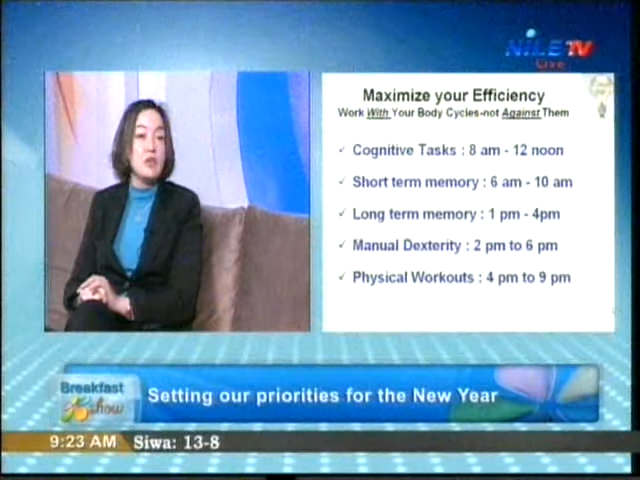 NiLE TV
Live
Maximize your Efficiency
Work With Your Body Cycles-not Against Them
✓ Cognitive Tasks : 8 am - 12 noon
✓ Short term memory : 6 am - 10 am
✓ Long term memory : 1 pm - 4pm
✓ Manual Dexterity : 2 pm to 6 pm
✓ Physical Workouts : 4 pm to 9 pm
Breakfast
show
Setting our priorities for the New Year
9:23 AM Siwa: 13-8